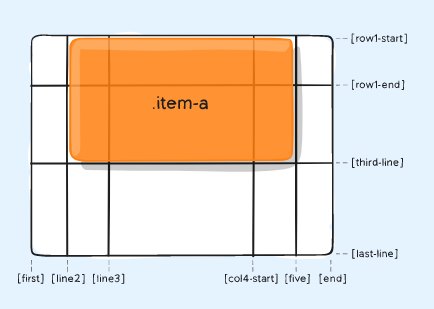 [row1-start]
[row1-end]
.item-a
[third-line]
[last-line]
[first] [line2] [line3] [col4-start] [five] [end]